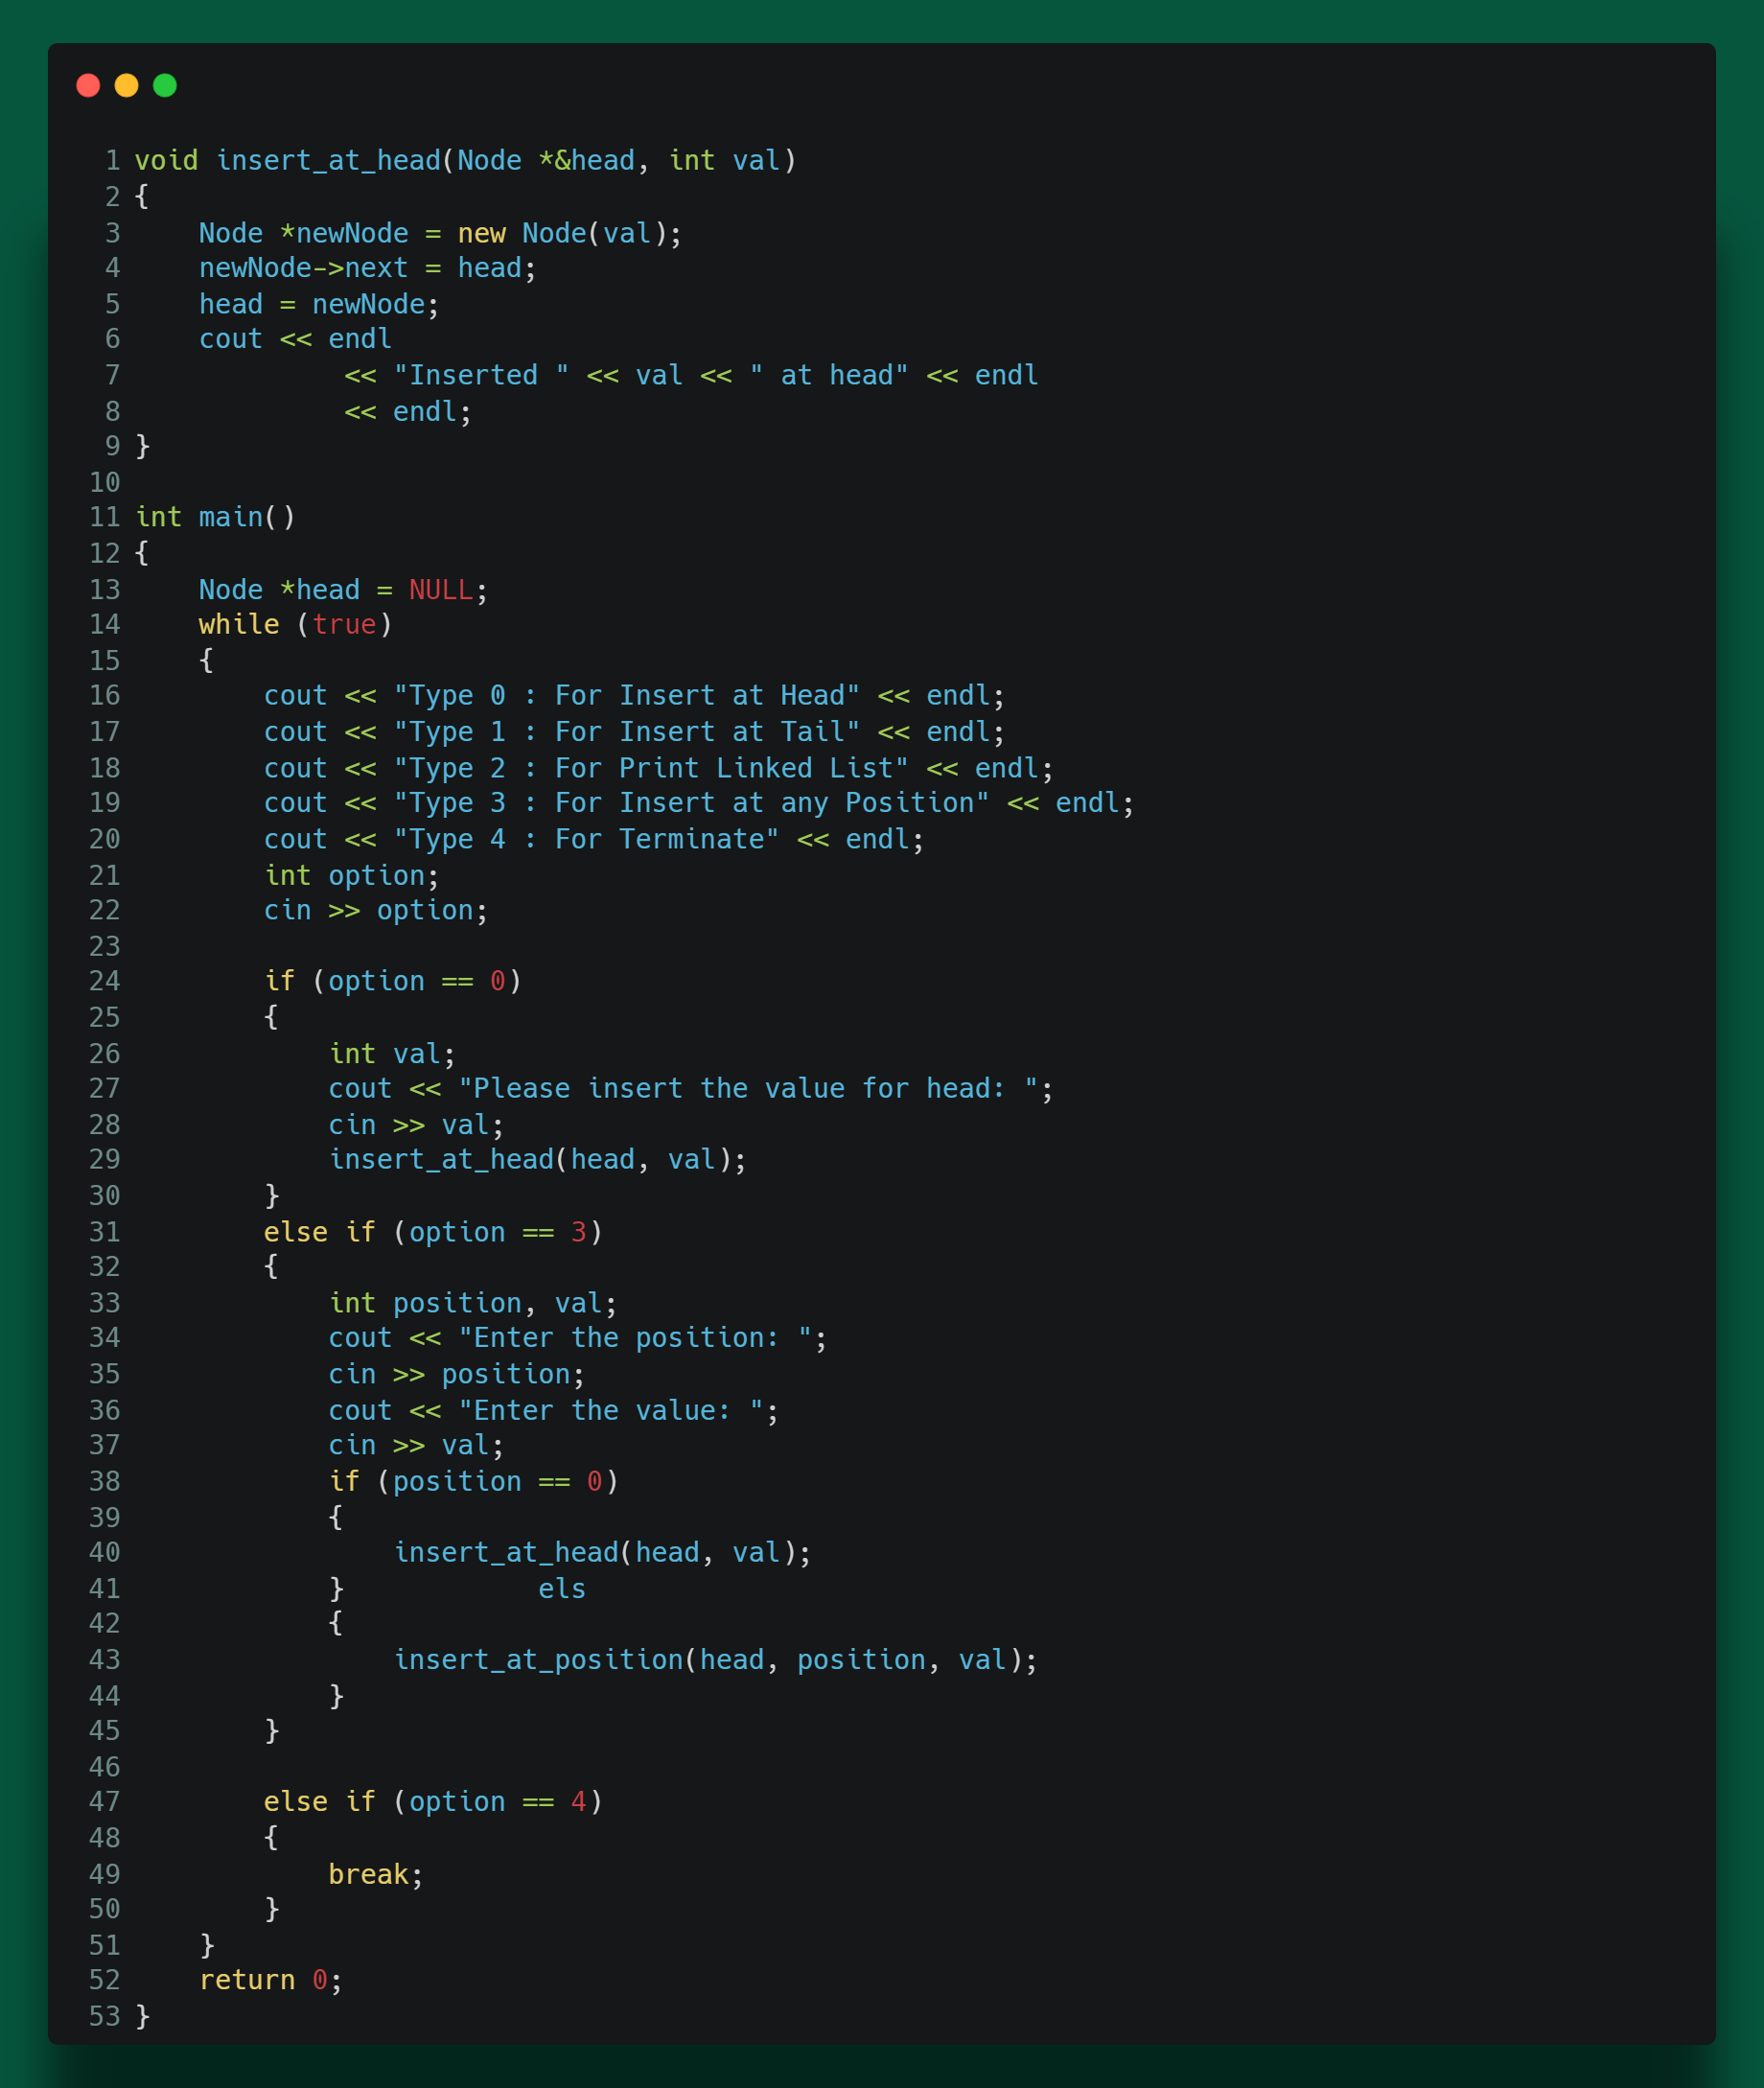 1 void insert_at_head(Node *&head, int val)
2 {
3     Node *newNode = new Node(val);
4     newNode->next = head;
5     head = newNode;
6     cout << endl
7              << "Inserted " << val << " at head" << endl
8              << endl;
9 }
10
11 int main()
12 {
13     Node *head = NULL;
14     while (true)
15     {
16         cout << "Type 0 : For Insert at Head" << endl;
17         cout << "Type 1 : For Insert at Tail" << endl;
18         cout << "Type 2 : For Print Linked List" << endl;
19         cout << "Type 3 : For Insert at any Position" << endl;
20         cout << "Type 4 : For Terminate" << endl;
21         int option;
22         cin >> option;
23
24         if (option == 0)
25         {
26             int val;
27             cout << "Please insert the value for head: ";
28             cin >> val;
29             insert_at_head(head, val);
30         }
31         else if (option == 3)
32         {
33             int position, val;
34             cout << "Enter the position: ";
35             cin >> position;
36             cout << "Enter the value: ";
37             cin >> val;
38             if (position == 0)
39             {
40                 insert_at_head(head, val);
41             }            els
42             {
43                 insert_at_position(head, position, val);
44             }
45         }
46
47         else if (option == 4)
48         {
49             break;
50         }
51     }
52     return 0;
53 }